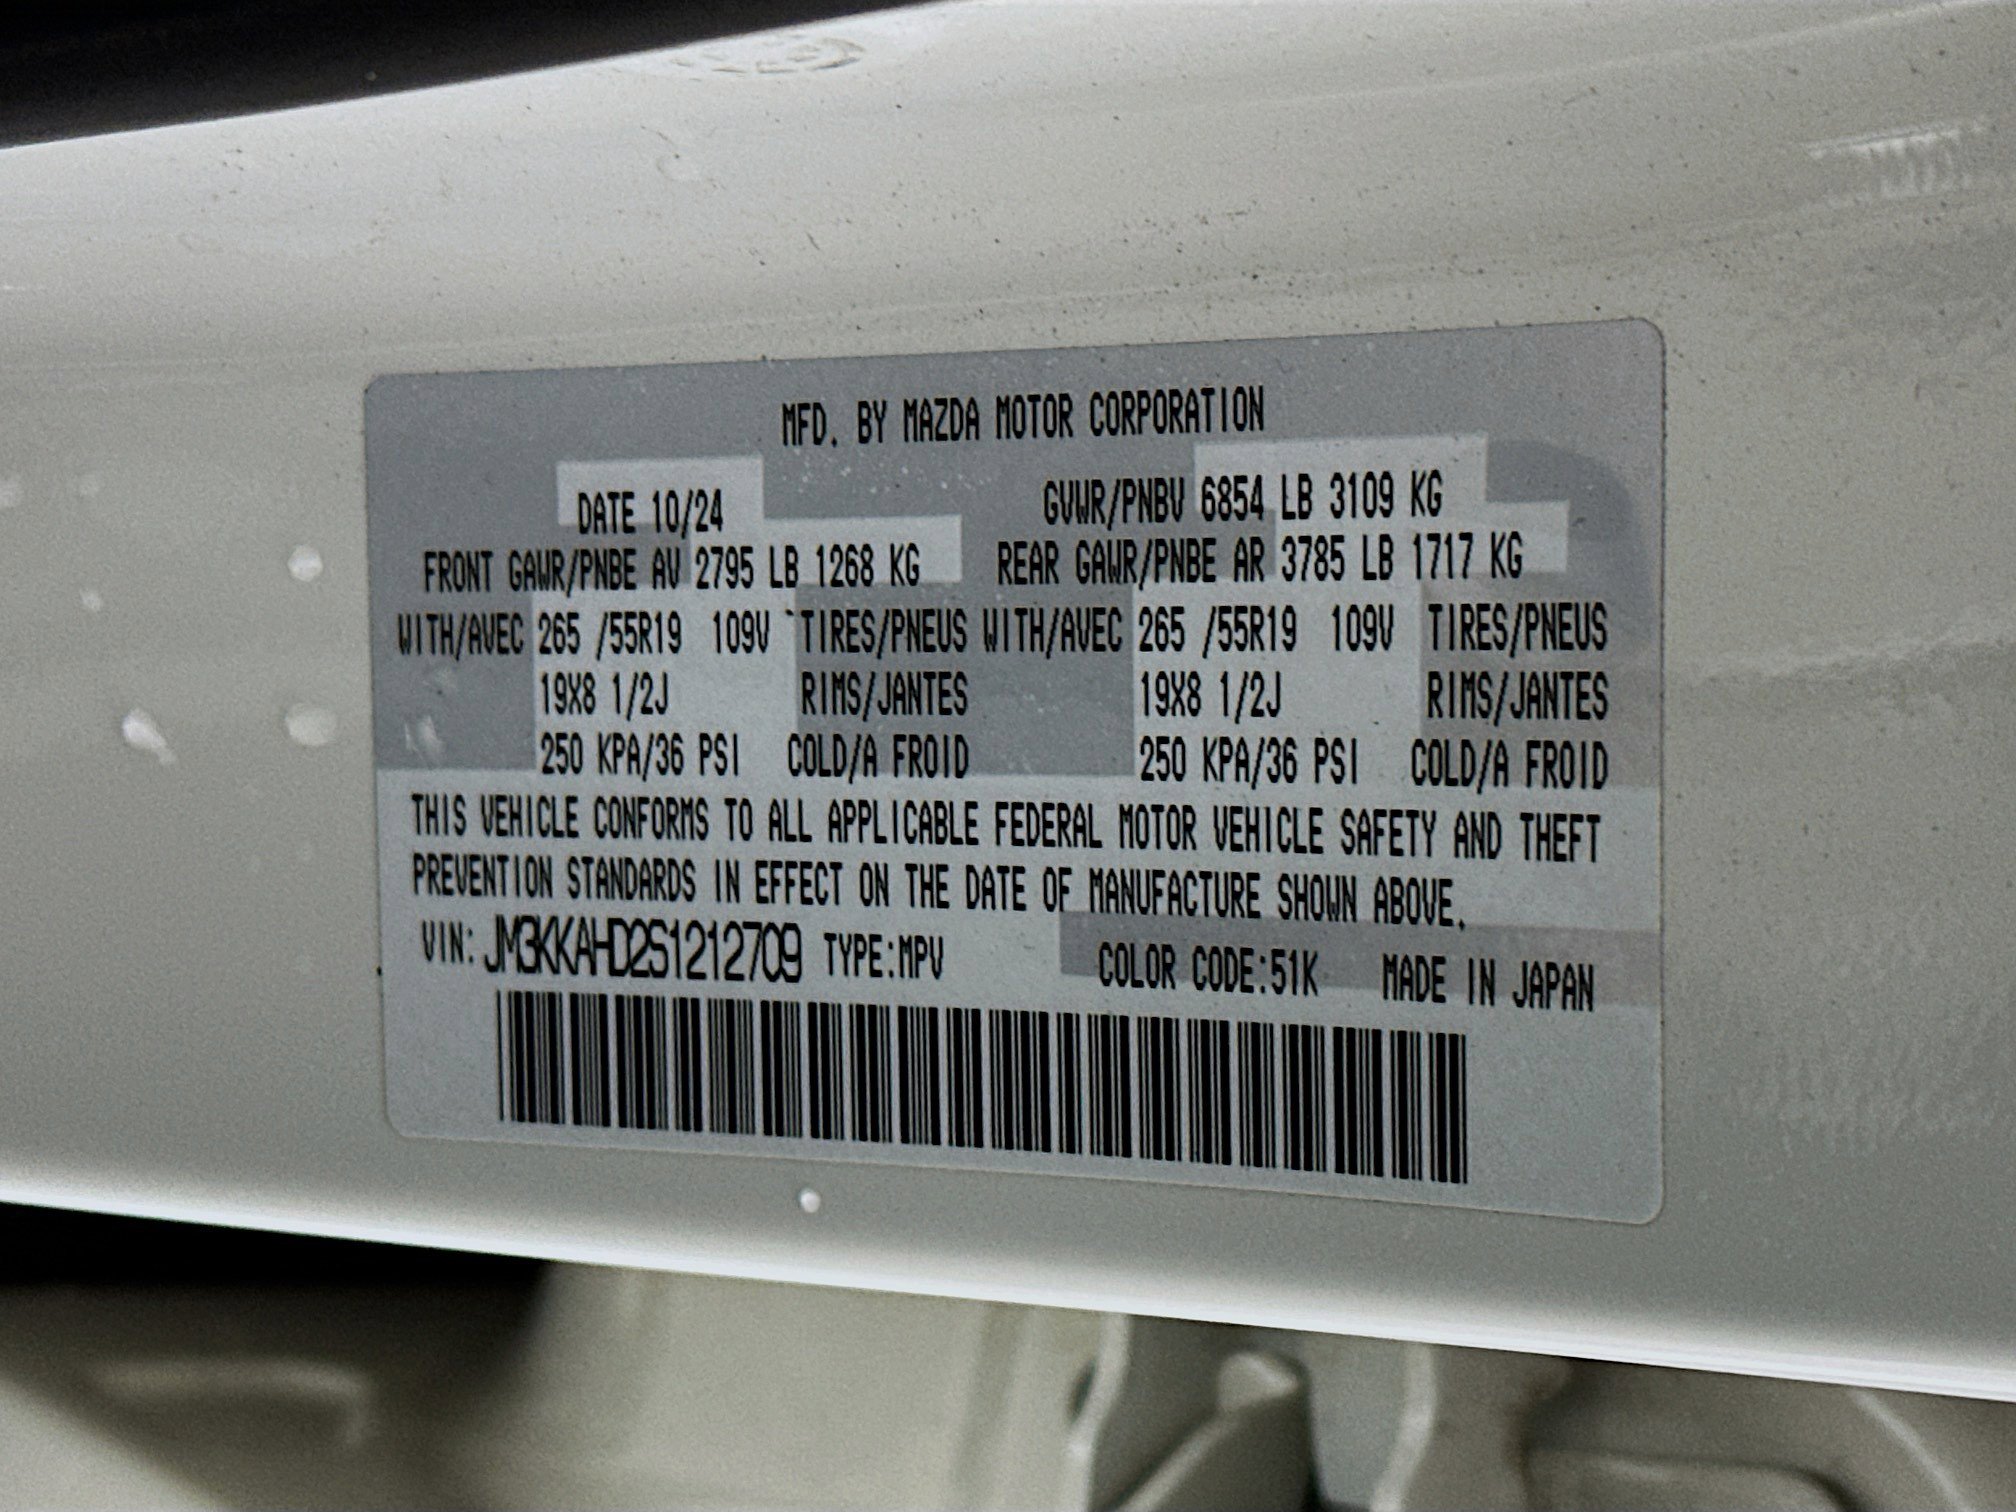 MFD. BY MAZDA MOTOR CORPORATION
DATE 10/24 GVWR/PNBV 6854 LB 3109 KG
FRONT GAWR/PNBE AV 2795 LB 1268 KG REAR GAWR/PNBE AR 3785 LB 1717 KG
WITH/AVEC 265 /55R19 109V TIRES/PNEUS WITH/AVEC 265 /55R19 109V TIRES/PNEUS
19X8 1/2J RIMS/JANTES 19X8 1/2J RIMS/JANTES
250 KPA/36 PSI COLD/A FROID 250 KPA/36 PSI COLD/A FROID
THIS VEHICLE CONFORMS TO ALL APPLICABLE FEDERAL MOTOR VEHICLE SAFETY AND THEFT
PREVENTION STANDARDS IN EFFECT ON THE DATE OF MANUFACTURE SHOWN ABOVE.
VIN: JM3KKAHD2S1212709 TYPE:MPV COLOR CODE:51K MADE IN JAPAN